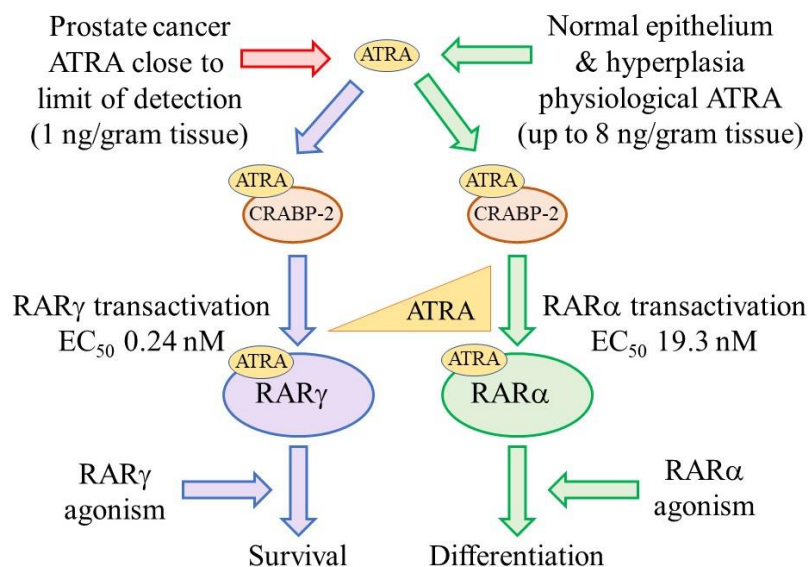 Prostate cancer
ATRA close to
limit of detection
(1 ng/gram tissue)
ATRA
Normal epithelium
& hyperplasia
physiological ATRA
(up to 8 ng/gram tissue)
ATRA
CRABP-2
ATRA
CRABP-2
RARγ transactivation
EC₅₀ 0.24 nM
ATRA
RARα transactivation
EC₅₀ 19.3 nM
ATRA
RARγ
ATRA
RARα
RARγ
agonism
RARα
agonism
Survival
Differentiation